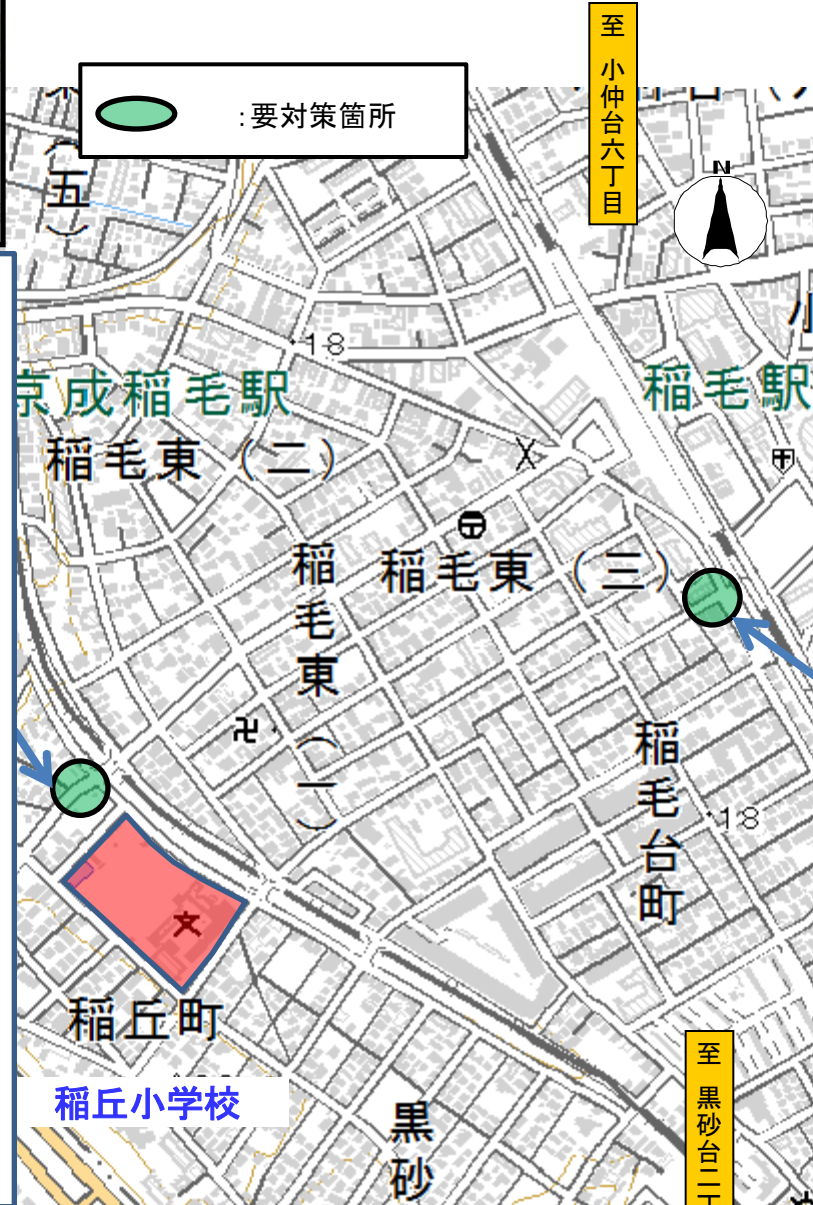 至 小仲台六丁目
:要対策箇所
(五)
N
18
京成稲毛駅
稲毛駅
稲毛東(二)
稲毛東(三)
稲毛東(一)
稲毛台町
18
稲丘町
稲丘小学校
至 黒砂台二丁
黒砂